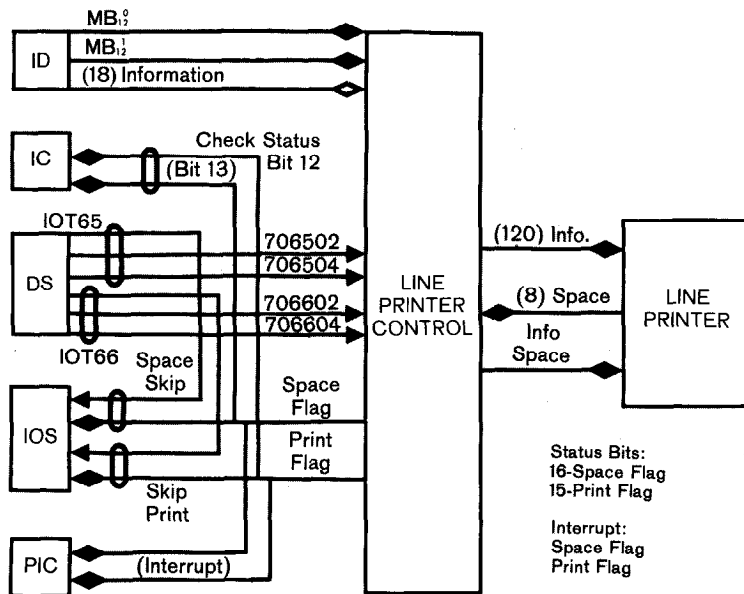 MB₁₂⁰
MB₁₂¹
(18) Information
ID
IC
Check Status
(Bit 13)
Bit 12
IOT65
706502
706504
DS
706602
706604
IOT66
LINE
PRINTER
CONTROL
(120) Info.
(8) Space
Info
Space
LINE
PRINTER
Space
Skip
Space
Flag
IOS
Print
Flag
Skip
Print
PIC
(Interrupt)
Status Bits:
16-Space Flag
15-Print Flag
Interrupt:
Space Flag
Print Flag